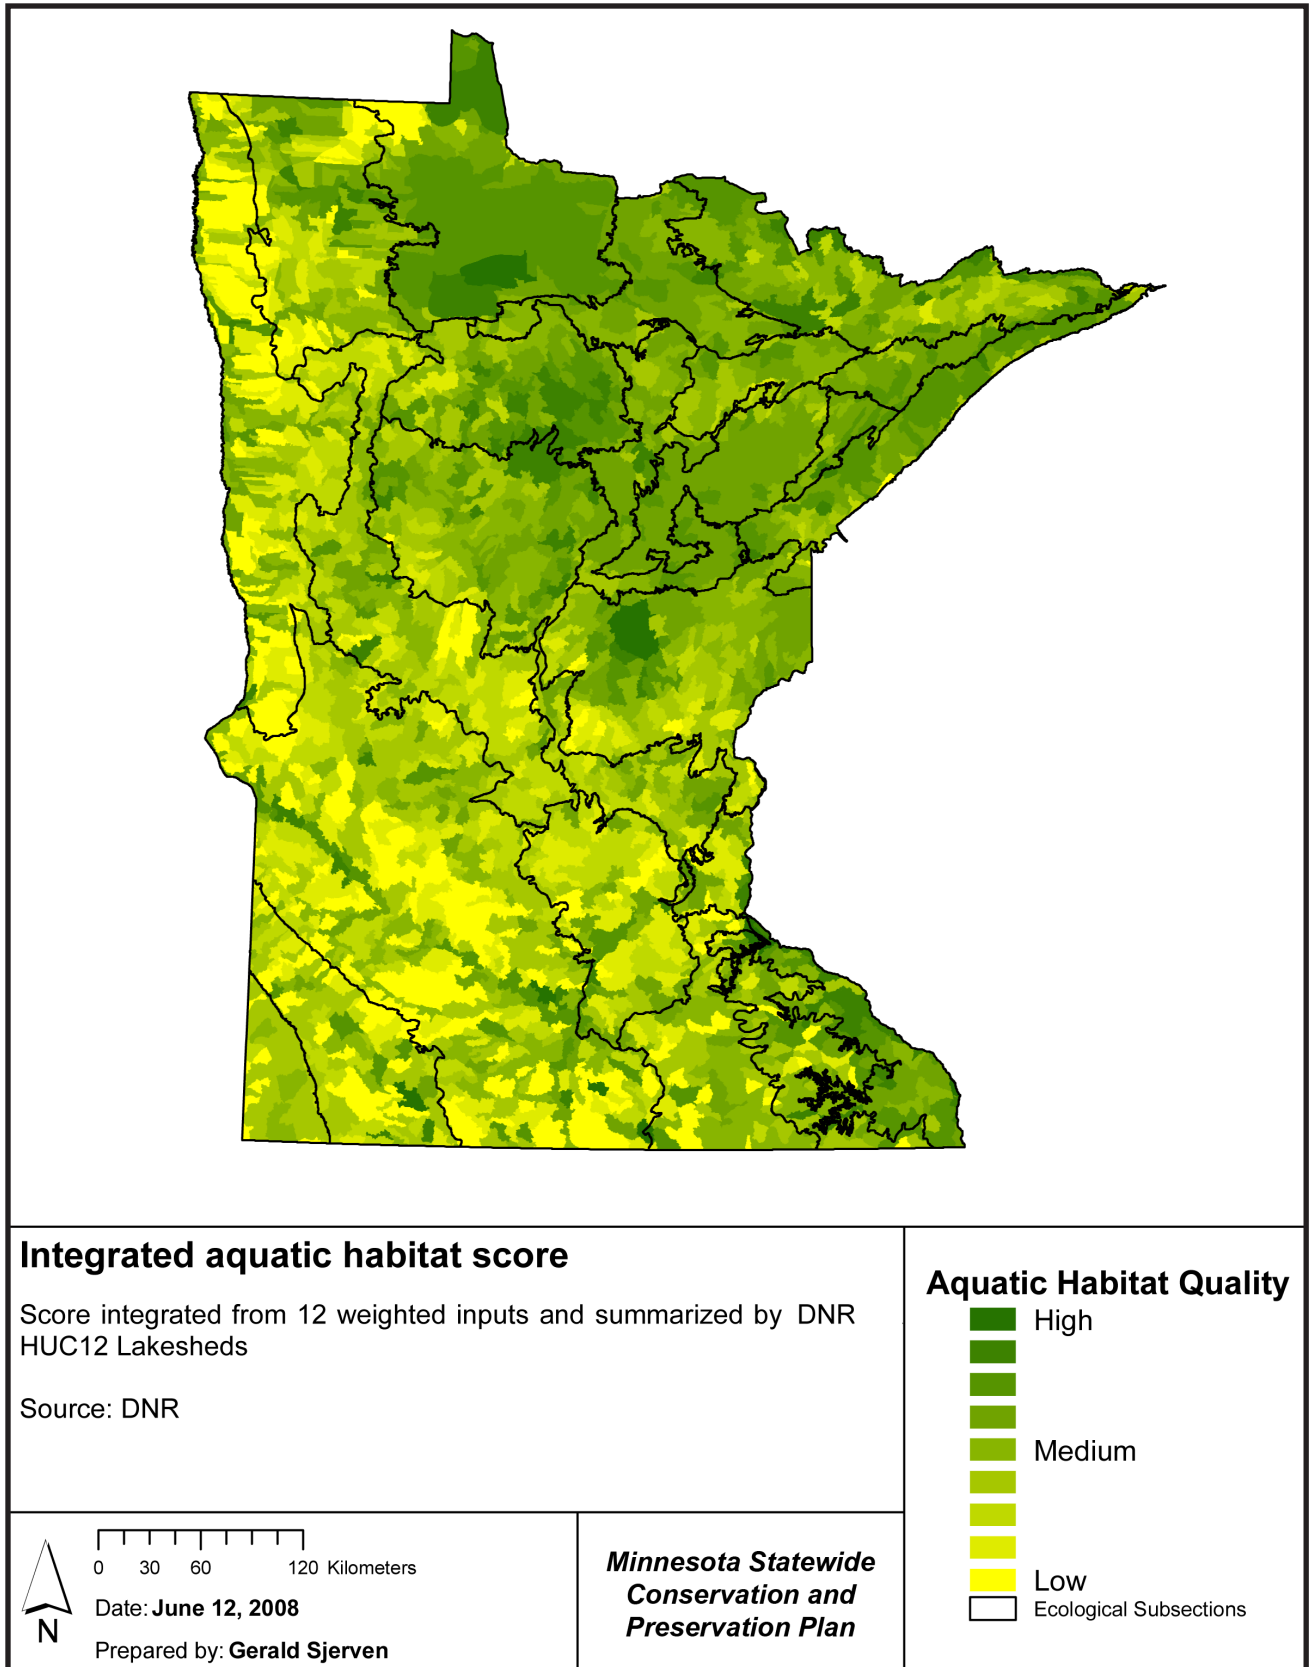 Integrated aquatic habitat score
Score integrated from 12 weighted inputs and summarized by DNR
HUC12 Lakesheds
Source: DNR
Aquatic Habitat Quality
High
Medium
Low
Ecological Subsections
0 30 60 120 Kilometers
N
Date: June 12, 2008
Prepared by: Gerald Sjerven
Minnesota Statewide
Conservation and
Preservation Plan